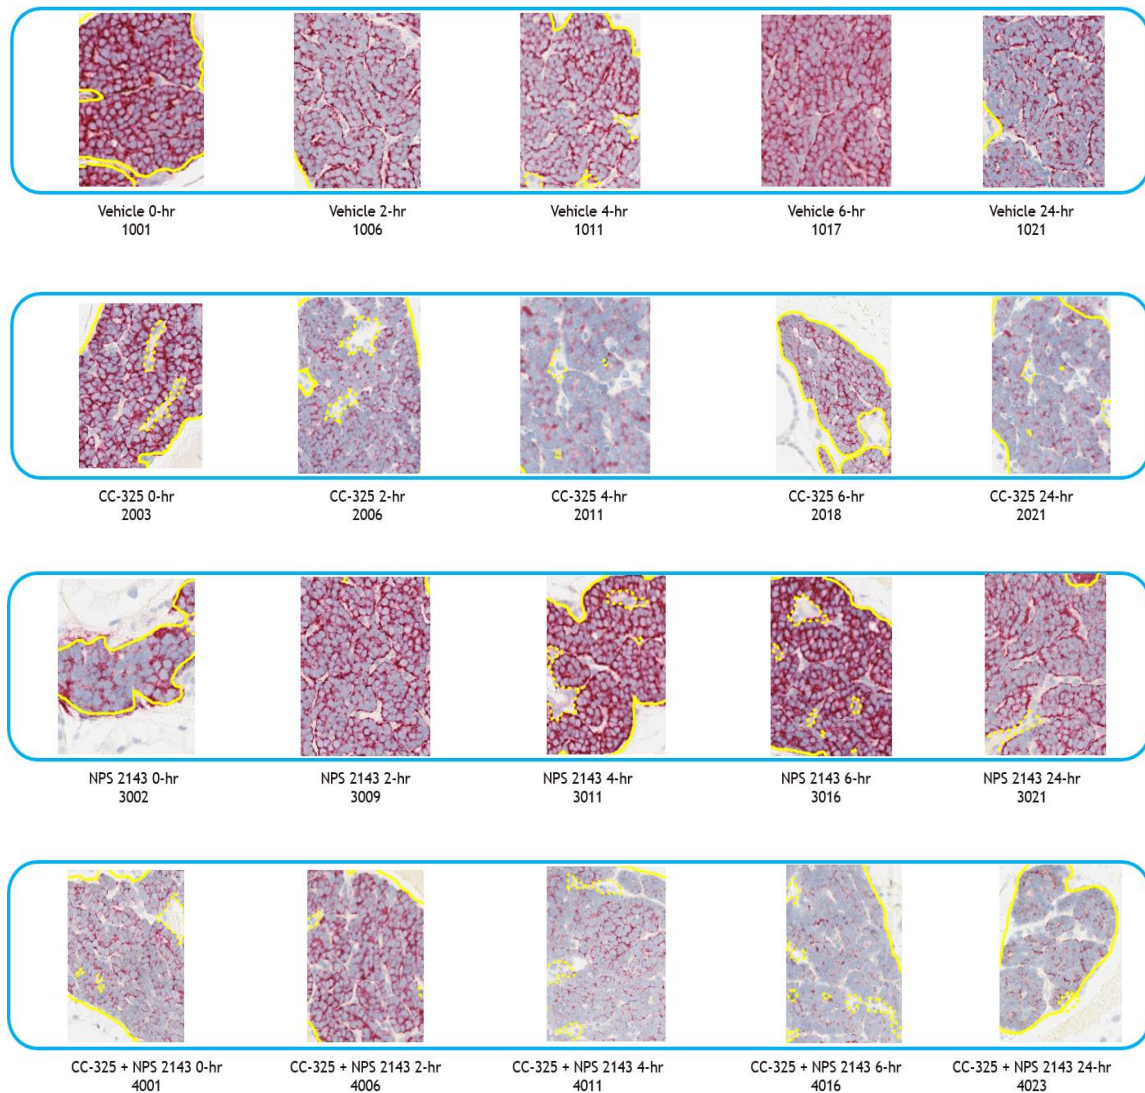 Vehicle 0-hr
1001
Vehicle 2-hr
1006
Vehicle 4-hr
1011
Vehicle 6-hr
1017
Vehicle 24-hr
1021
CC-325 0-hr
2003
CC-325 2-hr
2006
CC-325 4-hr
2011
CC-325 6-hr
2018
CC-325 24-hr
2021
NPS 2143 0-hr
3002
NPS 2143 2-hr
3009
NPS 2143 4-hr
3011
NPS 2143 6-hr
3016
NPS 2143 24-hr
3021
CC-325 + NPS 2143 0-hr
4001
CC-325 + NPS 2143 2-hr
4006
CC-325 + NPS 2143 4-hr
4011
CC-325 + NPS 2143 6-hr
4016
CC-325 + NPS 2143 24-hr
4023